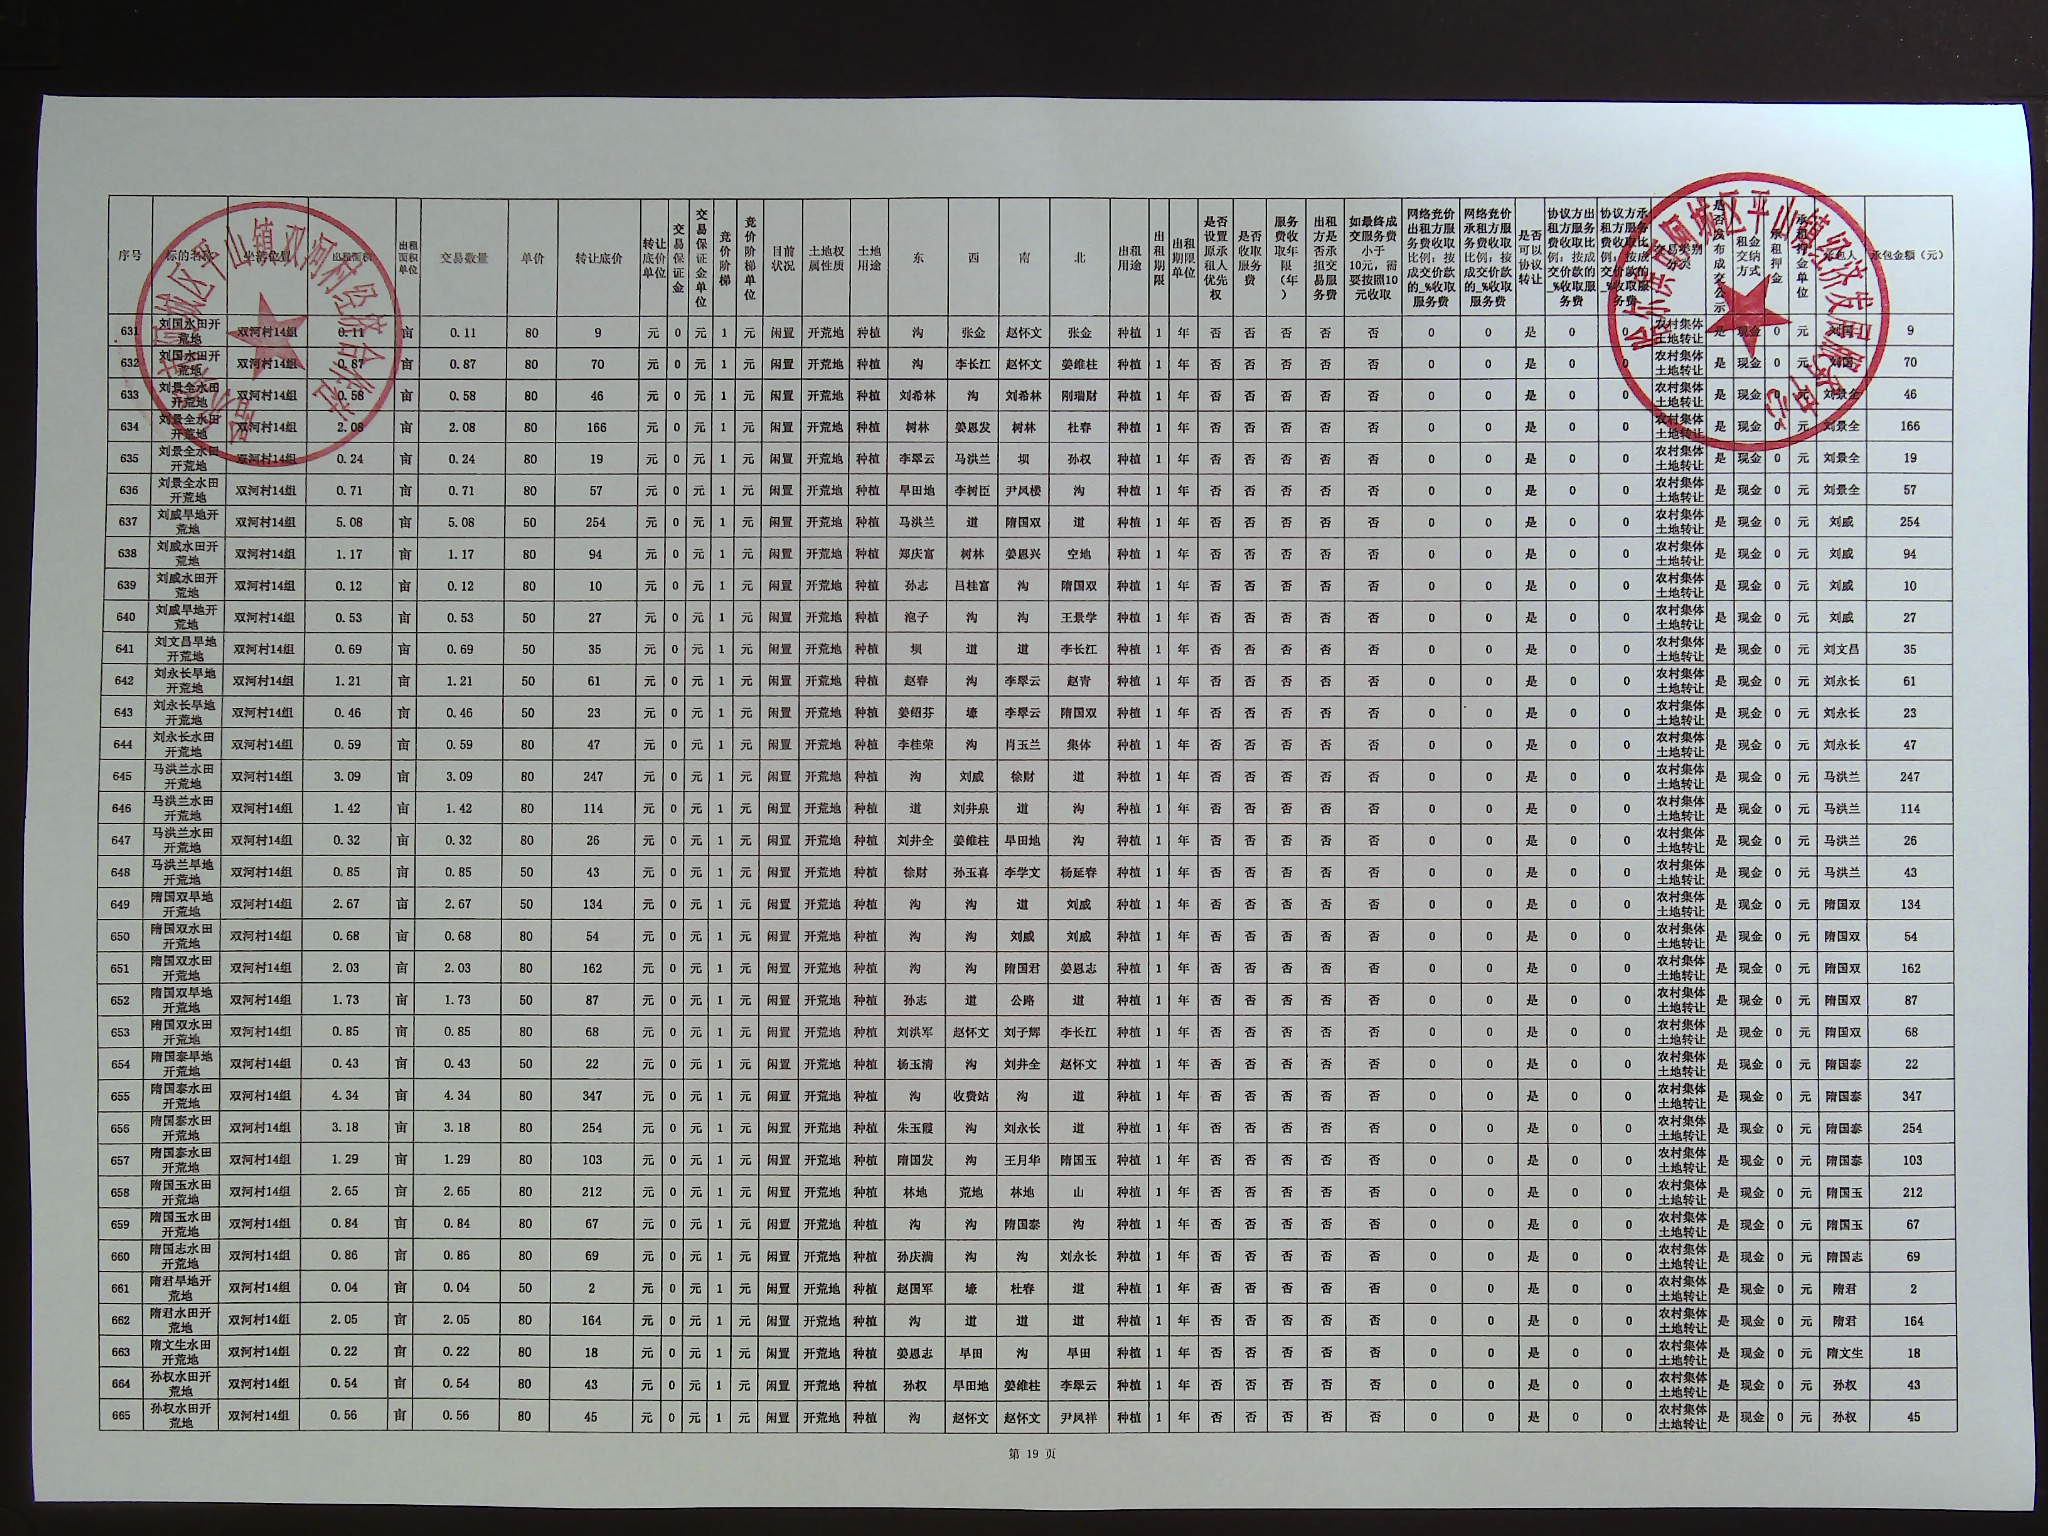 序号 标的名称 坐落位置 出租面积 出租面积单位 交易数量 单价 转让底价 转让底价单位 交易保证金 交易保证金单位 竞价阶梯 竞价阶梯单位 目前状况 土地权属性质 土地用途 东 西 南 北 出租用途 出租期限 出租期限单位 是否设置原承租人优先权 是否收取服务费 服务费收取年限（年） 出租方是否承担交易服务费 如最终成交服务费小于10元，需要按照10元收取 网络竞价出租方服务费收取比例：按成交价款的_%收取服务费 网络竞价承租方服务费收取比例：按成交价款的_%收取服务费 是否可以协议转让 协议方出租方服务费收取比例：按成交价款的_%收取服务费 协议方承租方服务费收取比例：按成交价款的_%收取服务费 交易类别分类 是否发布成交公示 租金交纳方式 承租押金 承租押金单位 承包人 承包金额（元）
631 刘国水田开荒地 双河村14组 0.11 亩 0.11 80 9 元 0 元 1 元 闲置 开荒地 种植 沟 张金 赵怀文 张金 种植 1 年 否 否 否 否 否 0 0 是 0 0 农村集体土地转让 是 现金 0 元 刘国 9
632 刘国水田开荒地 双河村14组 0.87 亩 0.87 80 70 元 0 元 1 元 闲置 开荒地 种植 沟 李长江 赵怀文 姜维柱 种植 1 年 否 否 否 否 否 0 0 是 0 0 农村集体土地转让 是 现金 0 元 刘国 70
633 刘景全水田开荒地 双河村14组 0.58 亩 0.58 80 46 元 0 元 1 元 闲置 开荒地 种植 刘希林 沟 刘希林 刚瑞财 种植 1 年 否 否 否 否 否 0 0 是 0 0 农村集体土地转让 是 现金 0 元 刘景全 46
634 刘景全水田开荒地 双河村14组 2.08 亩 2.08 80 166 元 0 元 1 元 闲置 开荒地 种植 树林 姜恩发 树林 杜春 种植 1 年 否 否 否 否 否 0 0 是 0 0 农村集体土地转让 是 现金 0 元 刘景全 166
635 刘景全水田开荒地 双河村14组 0.24 亩 0.24 80 19 元 0 元 1 元 闲置 开荒地 种植 李翠云 马洪兰 坝 孙权 种植 1 年 否 否 否 否 否 0 0 是 0 0 农村集体土地转让 是 现金 0 元 刘景全 19
636 刘景全水田开荒地 双河村14组 0.71 亩 0.71 80 57 元 0 元 1 元 闲置 开荒地 种植 旱田地 李树臣 尹凤楼 沟 种植 1 年 否 否 否 否 否 0 0 是 0 0 农村集体土地转让 是 现金 0 元 刘景全 57
637 刘威旱地开荒地 双河村14组 5.08 亩 5.08 50 254 元 0 元 1 元 闲置 开荒地 种植 马洪兰 道 隋国双 道 种植 1 年 否 否 否 否 否 0 0 是 0 0 农村集体土地转让 是 现金 0 元 刘威 254
638 刘威水田开荒地 双河村14组 1.17 亩 1.17 80 94 元 0 元 1 元 闲置 开荒地 种植 郑庆富 树林 姜恩兴 空地 种植 1 年 否 否 否 否 否 0 0 是 0 0 农村集体土地转让 是 现金 0 元 刘威 94
639 刘威水田开荒地 双河村14组 0.12 亩 0.12 80 10 元 0 元 1 元 闲置 开荒地 种植 孙志 吕桂富 沟 隋国双 种植 1 年 否 否 否 否 否 0 0 是 0 0 农村集体土地转让 是 现金 0 元 刘威 10
640 刘威旱地开荒地 双河村14组 0.53 亩 0.53 50 27 元 0 元 1 元 闲置 开荒地 种植 泡子 沟 沟 王景学 种植 1 年 否 否 否 否 否 0 0 是 0 0 农村集体土地转让 是 现金 0 元 刘威 27
641 刘文昌旱地开荒地 双河村14组 0.69 亩 0.69 50 35 元 0 元 1 元 闲置 开荒地 种植 坝 道 道 李长江 种植 1 年 否 否 否 否 否 0 0 是 0 0 农村集体土地转让 是 现金 0 元 刘文昌 35
642 刘永长旱地开荒地 双河村14组 1.21 亩 1.21 50 61 元 0 元 1 元 闲置 开荒地 种植 赵春 沟 李翠云 赵青 种植 1 年 否 否 否 否 否 0 0 是 0 0 农村集体土地转让 是 现金 0 元 刘永长 61
643 刘永长旱地开荒地 双河村14组 0.46 亩 0.46 50 23 元 0 元 1 元 闲置 开荒地 种植 姜绍芬 壕 李翠云 隋国双 种植 1 年 否 否 否 否 否 0 0 是 0 0 农村集体土地转让 是 现金 0 元 刘永长 23
644 刘永长水田开荒地 双河村14组 0.59 亩 0.59 80 47 元 0 元 1 元 闲置 开荒地 种植 李桂荣 沟 肖玉兰 集体 种植 1 年 否 否 否 否 否 0 0 是 0 0 农村集体土地转让 是 现金 0 元 刘永长 47
645 马洪兰水田开荒地 双河村14组 3.09 亩 3.09 80 247 元 0 元 1 元 闲置 开荒地 种植 沟 刘威 徐财 道 种植 1 年 否 否 否 否 否 0 0 是 0 0 农村集体土地转让 是 现金 0 元 马洪兰 247
646 马洪兰水田开荒地 双河村14组 1.42 亩 1.42 80 114 元 0 元 1 元 闲置 开荒地 种植 道 刘井泉 道 沟 种植 1 年 否 否 否 否 否 0 0 是 0 0 农村集体土地转让 是 现金 0 元 马洪兰 114
647 马洪兰水田开荒地 双河村14组 0.32 亩 0.32 80 26 元 0 元 1 元 闲置 开荒地 种植 刘井全 姜维柱 旱田地 沟 种植 1 年 否 否 否 否 否 0 0 是 0 0 农村集体土地转让 是 现金 0 元 马洪兰 26
648 马洪兰旱地开荒地 双河村14组 0.85 亩 0.85 50 43 元 0 元 1 元 闲置 开荒地 种植 徐财 孙玉喜 李学文 杨延春 种植 1 年 否 否 否 否 否 0 0 是 0 0 农村集体土地转让 是 现金 0 元 马洪兰 43
649 隋国双旱地开荒地 双河村14组 2.67 亩 2.67 50 134 元 0 元 1 元 闲置 开荒地 种植 沟 沟 道 刘威 种植 1 年 否 否 否 否 否 0 0 是 0 0 农村集体土地转让 是 现金 0 元 隋国双 134
650 隋国双水田开荒地 双河村14组 0.68 亩 0.68 80 54 元 0 元 1 元 闲置 开荒地 种植 沟 沟 刘威 刘威 种植 1 年 否 否 否 否 否 0 0 是 0 0 农村集体土地转让 是 现金 0 元 隋国双 54
651 隋国双水田开荒地 双河村14组 2.03 亩 2.03 80 162 元 0 元 1 元 闲置 开荒地 种植 沟 沟 隋国君 姜恩志 种植 1 年 否 否 否 否 否 0 0 是 0 0 农村集体土地转让 是 现金 0 元 隋国双 162
652 隋国双旱地开荒地 双河村14组 1.73 亩 1.73 50 87 元 0 元 1 元 闲置 开荒地 种植 孙志 道 公路 道 种植 1 年 否 否 否 否 否 0 0 是 0 0 农村集体土地转让 是 现金 0 元 隋国双 87
653 隋国双水田开荒地 双河村14组 0.85 亩 0.85 80 68 元 0 元 1 元 闲置 开荒地 种植 刘洪军 赵怀文 刘子辉 李长江 种植 1 年 否 否 否 否 否 0 0 是 0 0 农村集体土地转让 是 现金 0 元 隋国双 68
654 隋国泰旱地开荒地 双河村14组 0.43 亩 0.43 50 22 元 0 元 1 元 闲置 开荒地 种植 杨玉清 沟 刘井全 赵怀文 种植 1 年 否 否 否 否 否 0 0 是 0 0 农村集体土地转让 是 现金 0 元 隋国泰 22
655 隋国泰水田开荒地 双河村14组 4.34 亩 4.34 80 347 元 0 元 1 元 闲置 开荒地 种植 沟 收费站 沟 道 种植 1 年 否 否 否 否 否 0 0 是 0 0 农村集体土地转让 是 现金 0 元 隋国泰 347
656 隋国泰水田开荒地 双河村14组 3.18 亩 3.18 80 254 元 0 元 1 元 闲置 开荒地 种植 朱玉霞 沟 刘永长 道 种植 1 年 否 否 否 否 否 0 0 是 0 0 农村集体土地转让 是 现金 0 元 隋国泰 254
657 隋国泰水田开荒地 双河村14组 1.29 亩 1.29 80 103 元 0 元 1 元 闲置 开荒地 种植 隋国发 沟 王月华 隋国玉 种植 1 年 否 否 否 否 否 0 0 是 0 0 农村集体土地转让 是 现金 0 元 隋国泰 103
658 隋国玉水田开荒地 双河村14组 2.65 亩 2.65 80 212 元 0 元 1 元 闲置 开荒地 种植 林地 荒地 林地 山 种植 1 年 否 否 否 否 否 0 0 是 0 0 农村集体土地转让 是 现金 0 元 隋国玉 212
659 隋国玉水田开荒地 双河村14组 0.84 亩 0.84 80 67 元 0 元 1 元 闲置 开荒地 种植 沟 沟 隋国泰 沟 种植 1 年 否 否 否 否 否 0 0 是 0 0 农村集体土地转让 是 现金 0 元 隋国玉 67
660 隋国志水田开荒地 双河村14组 0.86 亩 0.86 80 69 元 0 元 1 元 闲置 开荒地 种植 孙庆满 沟 沟 刘永长 种植 1 年 否 否 否 否 否 0 0 是 0 0 农村集体土地转让 是 现金 0 元 隋国志 69
661 隋君旱地开荒地 双河村14组 0.04 亩 0.04 50 2 元 0 元 1 元 闲置 开荒地 种植 赵国军 壕 杜春 道 种植 1 年 否 否 否 否 否 0 0 是 0 0 农村集体土地转让 是 现金 0 元 隋君 2
662 隋君水田开荒地 双河村14组 2.05 亩 2.05 80 164 元 0 元 1 元 闲置 开荒地 种植 沟 道 道 道 种植 1 年 否 否 否 否 否 0 0 是 0 0 农村集体土地转让 是 现金 0 元 隋君 164
663 隋文生水田开荒地 双河村14组 0.22 亩 0.22 80 18 元 0 元 1 元 闲置 开荒地 种植 姜恩志 旱田 沟 旱田 种植 1 年 否 否 否 否 否 0 0 是 0 0 农村集体土地转让 是 现金 0 元 隋文生 18
664 孙权水田开荒地 双河村14组 0.54 亩 0.54 80 43 元 0 元 1 元 闲置 开荒地 种植 孙权 旱田地 姜维柱 李翠云 种植 1 年 否 否 否 否 否 0 0 是 0 0 农村集体土地转让 是 现金 0 元 孙权 43
665 孙权水田开荒地 双河村14组 0.56 亩 0.56 80 45 元 0 元 1 元 闲置 开荒地 种植 沟 赵怀文 赵怀文 尹凤祥 种植 1 年 否 否 否 否 否 0 0 是 0 0 农村集体土地转让 是 现金 0 元 孙权 45
第 19 页